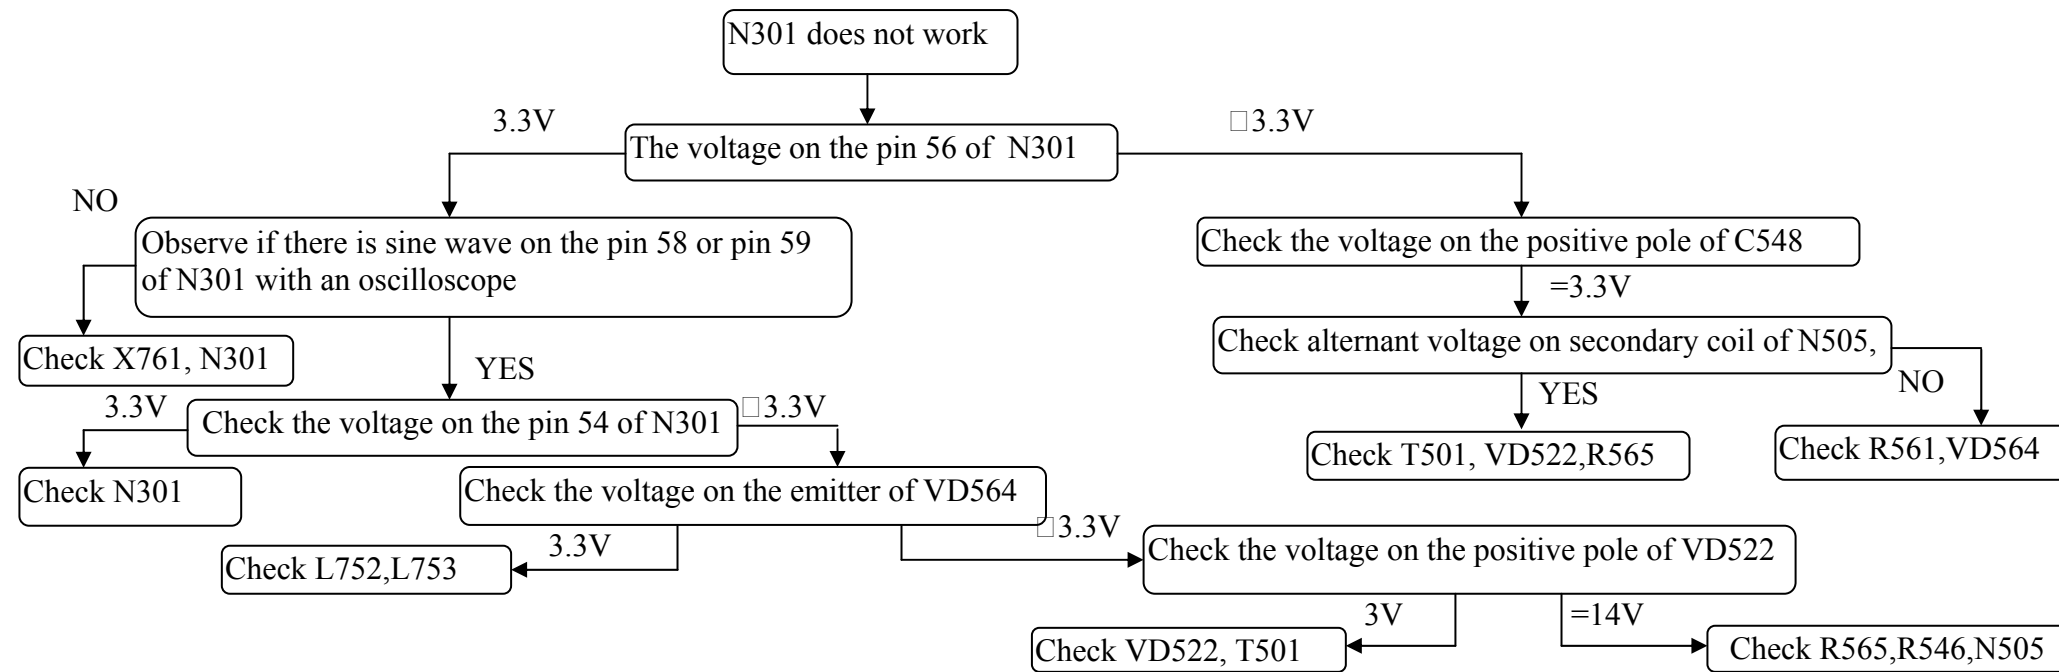 N301 does not work
3.3V
□3.3V
The voltage on the pin 56 of N301
NO
Observe if there is sine wave on the pin 58 or pin 59
of N301 with an oscilloscope
Check the voltage on the positive pole of C548
=3.3V
Check X761, N301
YES
Check alternant voltage on secondary coil of N505,
YES
NO
3.3V
Check the voltage on the pin 54 of N301
□3.3V
Check T501, VD522,R565
Check R561,VD564
Check N301
Check the voltage on the emitter of VD564
3.3V
□3.3V
Check L752,L753
Check the voltage on the positive pole of VD522
3V
=14V
Check VD522, T501
Check R565,R546,N505